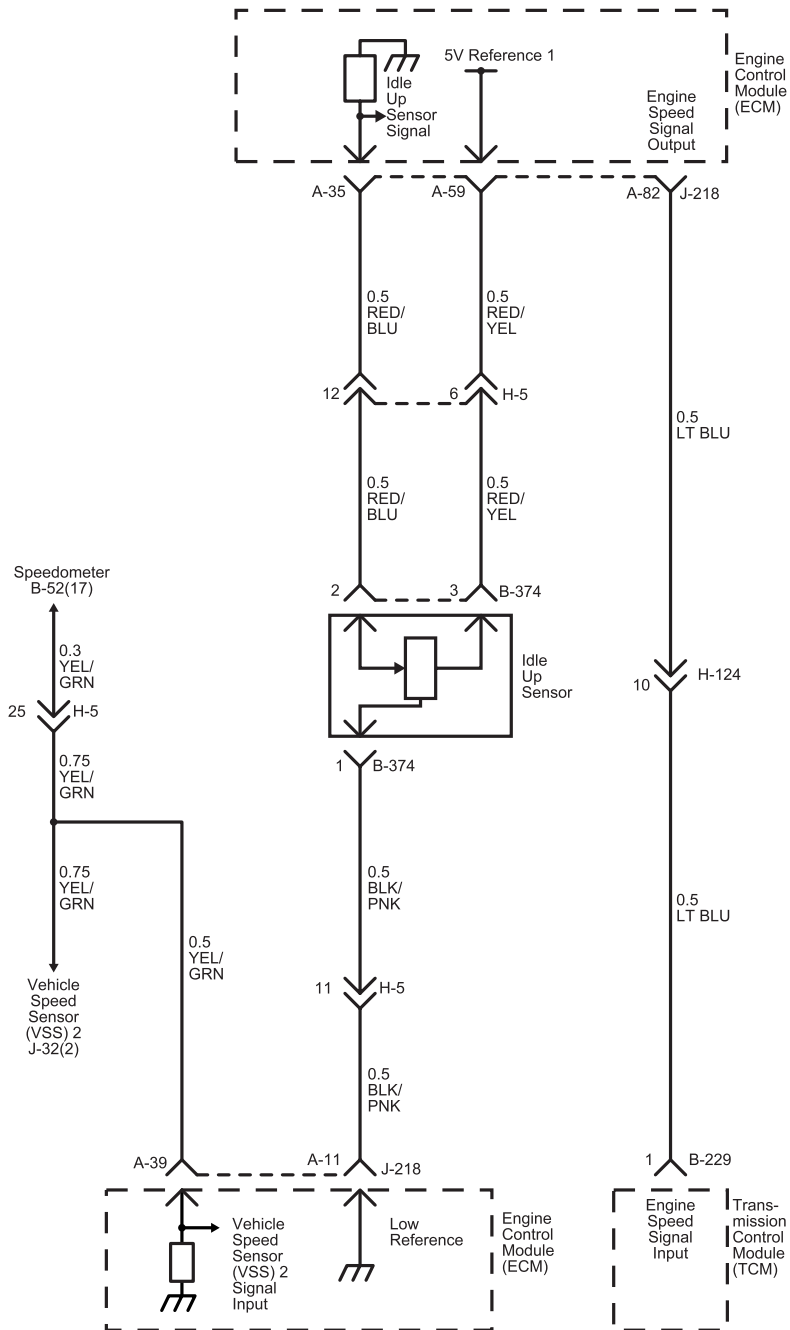 5V Reference 1
Idle
Up
Sensor
Signal
Engine
Speed
Signal
Output
Engine
Control
Module
(ECM)
A-35
A-59
A-82
J-218
0.5
RED/
BLU
0.5
RED/
YEL
12
6
H-5
0.5
LT BLU
0.5
RED/
BLU
0.5
RED/
YEL
Speedometer
B-52(17)
2
3
B-374
0.3
YEL/
GRN
Idle
Up
Sensor
10
H-124
25
H-5
1
B-374
0.75
YEL/
GRN
0.75
YEL/
GRN
0.5
BLK/
PNK
0.5
LT BLU
0.5
YEL/
GRN
Vehicle
Speed
Sensor
(VSS) 2
J-32(2)
11
H-5
0.5
BLK/
PNK
A-39
A-11
J-218
1
B-229
Vehicle
Speed
Sensor
(VSS) 2
Signal
Input
Low
Reference
Engine
Control
Module
(ECM)
Engine
Speed
Signal
Input
Trans-
mission
Control
Module
(TCM)